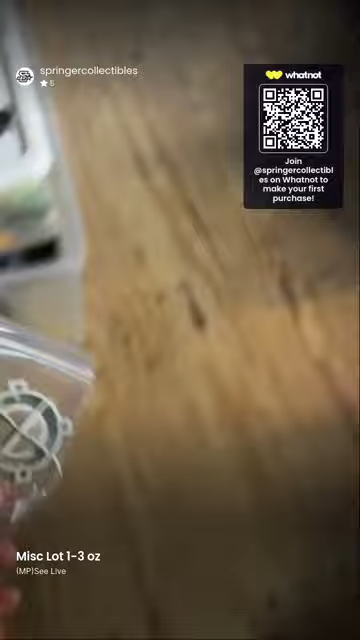 springercollectibles
5
whatnot
Join
@springercollectibl
es on Whatnot to
make your first
purchase!
Misc Lot 1-3 oz
(MP)See Live